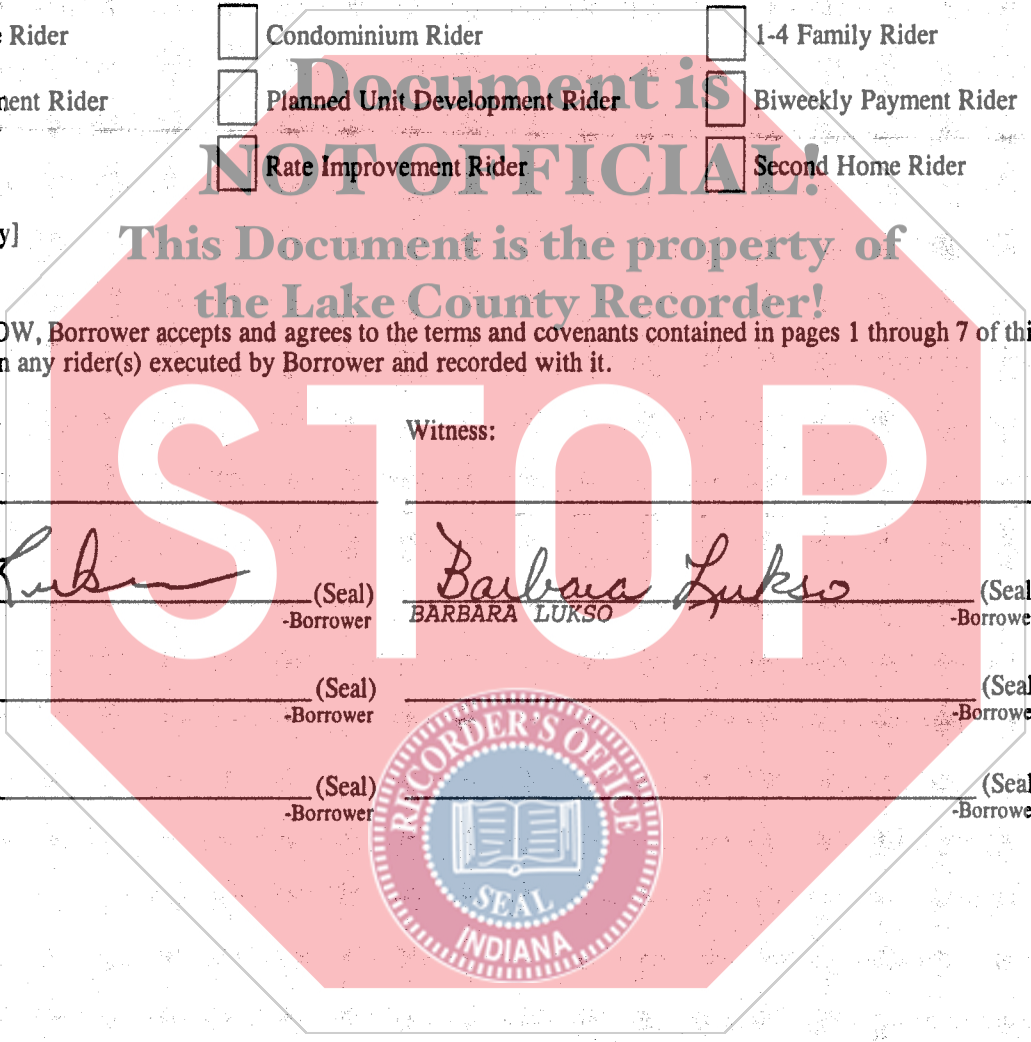 e Rider Condominium Rider 1-4 Family Rider
Document is
nent Rider Planned Unit Development Rider Biweekly Payment Rider
NOT OFFICIAL!
Rate Improvement Rider Second Home Rider
y]
This Document is the property of
the Lake County Recorder!
OW, Borrower accepts and agrees to the terms and covenants contained in pages 1 through 7 of thi
n any rider(s) executed by Borrower and recorded with it.
STOP
Witness:
Barbara Lukso
(Seal) (Seal
-Borrower BARBARA LUKSO -Borrowe
(Seal) (Seal
-Borrower -Borrowe
(Seal) (Seal
-Borrower -Borrowe
RECORDER'S OFFICE
SEAL
INDIANA